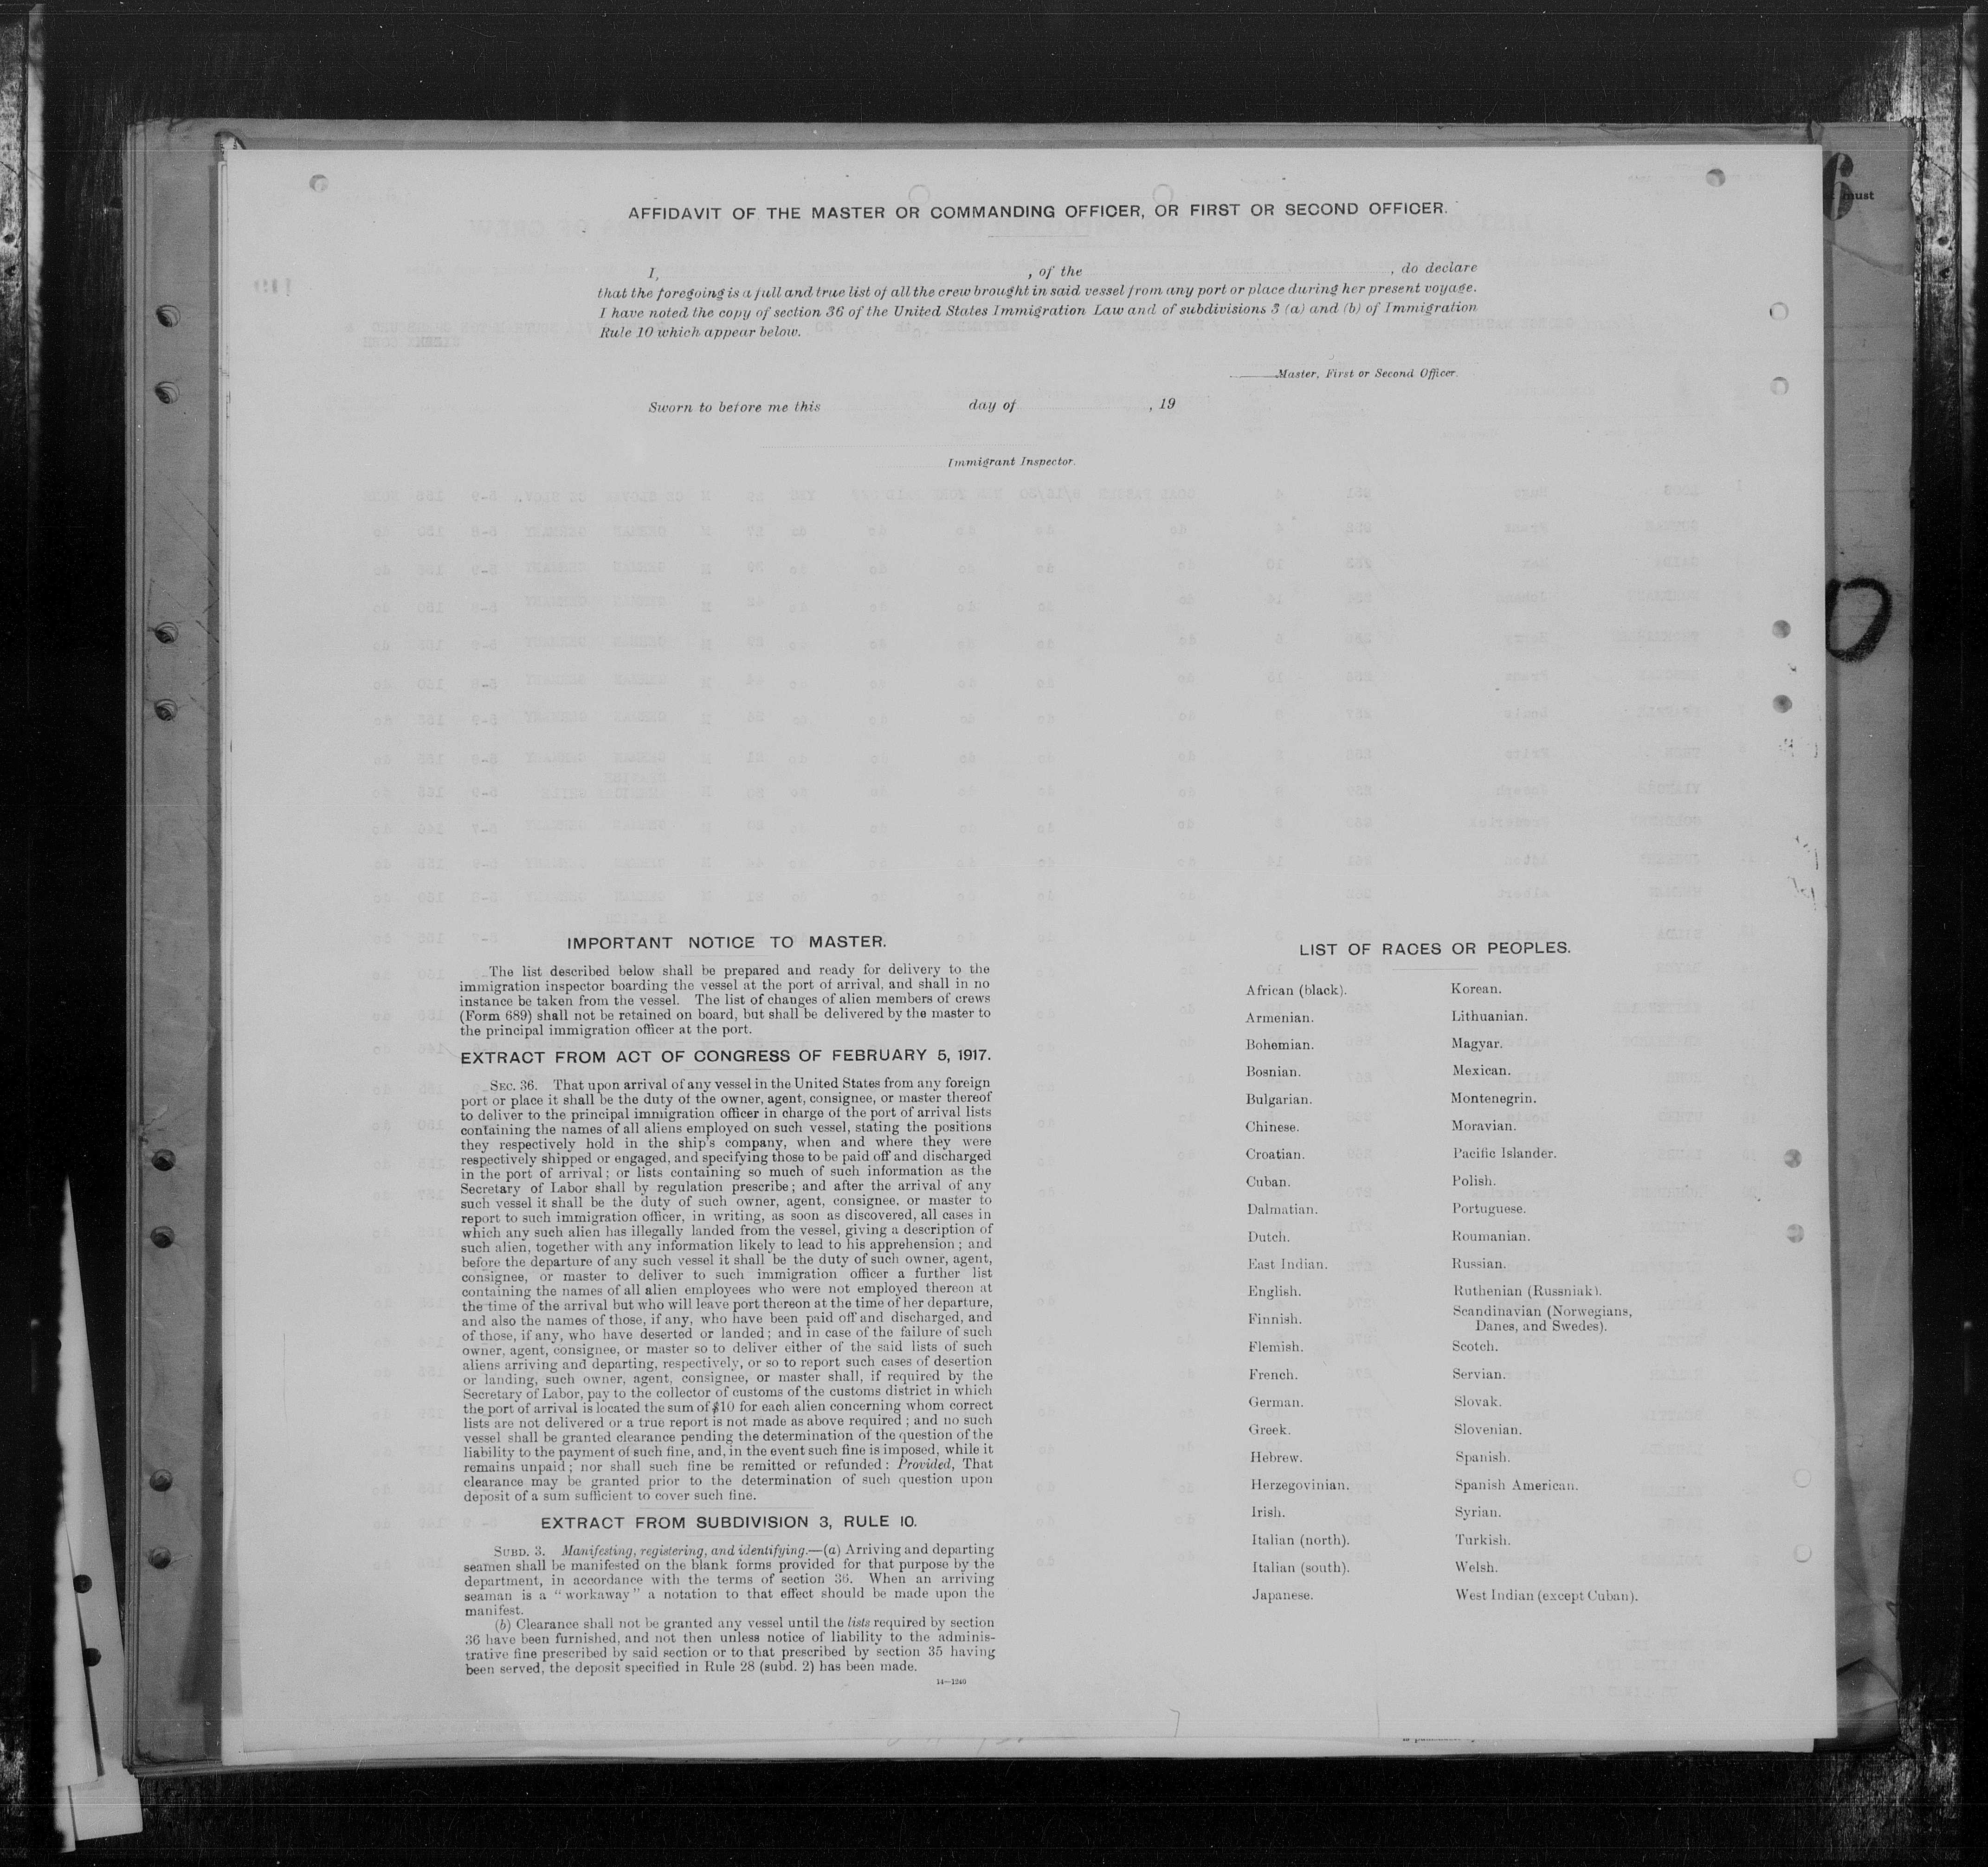 AFFIDAVIT OF THE MASTER OR COMMANDING OFFICER, OR FIRST OR SECOND OFFICER.
I, , of the , do declare
that the foregoing is a full and true list of all the crew brought in said vessel from any port or place during her present voyage.
I have noted the copy of section 36 of the United States Immigration Law and of subdivisions 3 (a) and (b) of Immigration
Rule 10 which appear below.
Master, First or Second Officer.
Sworn to before me this day of , 19
Immigrant Inspector.
must
IMPORTANT NOTICE TO MASTER.
The list described below shall be prepared and ready for delivery to the
immigration inspector boarding the vessel at the port of arrival, and shall in no
instance be taken from the vessel. The list of changes of alien members of crews
(Form 689) shall not be retained on board, but shall be delivered by the master to
the principal immigration officer at the port.
EXTRACT FROM ACT OF CONGRESS OF FEBRUARY 5, 1917.
SEC. 36. That upon arrival of any vessel in the United States from any foreign
port or place it shall be the duty of the owner, agent, consignee, or master thereof
to deliver to the principal immigration officer in charge of the port of arrival lists
containing the names of all aliens employed on such vessel, stating the positions
they respectively hold in the ship's company, when and where they were
respectively shipped or engaged, and specifying those to be paid off and discharged
in the port of arrival; or lists containing so much of such information as the
Secretary of Labor shall by regulation prescribe; and after the arrival of any
such vessel it shall be the duty of such owner, agent, consignee, or master to
report to such immigration officer, in writing, as soon as discovered, all cases in
which any such alien has illegally landed from the vessel, giving a description of
such alien, together with any information likely to lead to his apprehension; and
before the departure of any such vessel it shall be the duty of such owner, agent,
consignee, or master to deliver to such immigration officer a further list
containing the names of all alien employees who were not employed thereon at
the time of the arrival but who will leave port thereon at the time of her departure,
and also the names of those, if any, who have been paid off and discharged, and
of those, if any, who have deserted or landed; and in case of the failure of such
owner, agent, consignee, or master so to deliver either of the said lists of such
aliens arriving and departing, respectively, or so to report such cases of desertion
or landing, such owner, agent, consignee, or master shall, if required by the
Secretary of Labor, pay to the collector of customs of the customs district in which
the port of arrival is located the sum of $10 for each alien concerning whom correct
lists are not delivered or a true report is not made as above required; and no such
vessel shall be granted clearance pending the determination of the question of the
liability to the payment of such fine, and, in the event such fine is imposed, while it
remains unpaid; nor shall such fine be remitted or refunded: Provided, That
clearance may be granted prior to the determination of such question upon
deposit of a sum sufficient to cover such fine.
EXTRACT FROM SUBDIVISION 3, RULE 10.
SUBD. 3. Manifesting, registering, and identifying.—(a) Arriving and departing
seamen shall be manifested on the blank forms provided for that purpose by the
department, in accordance with the terms of section 36. When an arriving
seaman is a "workaway" a notation to that effect should be made upon the
manifest.
(b) Clearance shall not be granted any vessel until the lists required by section
36 have been furnished, and not then unless notice of liability to the adminis-
trative fine prescribed by said section or to that prescribed by section 35 having
been served, the deposit specified in Rule 28 (subd. 2) has been made.
14—1240
LIST OF RACES OR PEOPLES.
African (black).
Armenian.
Bohemian.
Bosnian.
Bulgarian.
Chinese.
Croatian.
Cuban.
Dalmatian.
Dutch.
East Indian.
English.
Finnish.
Flemish.
French.
German.
Greek.
Hebrew.
Herzegovinian.
Irish.
Italian (north).
Italian (south).
Japanese.
Korean.
Lithuanian.
Magyar.
Mexican.
Montenegrin.
Moravian.
Pacific Islander.
Polish.
Portuguese.
Roumanian.
Russian.
Ruthenian (Russniak).
Scandinavian (Norwegians,
Danes, and Swedes).
Scotch.
Servian.
Slovak.
Slovenian.
Spanish.
Spanish American.
Syrian.
Turkish.
Welsh.
West Indian (except Cuban).